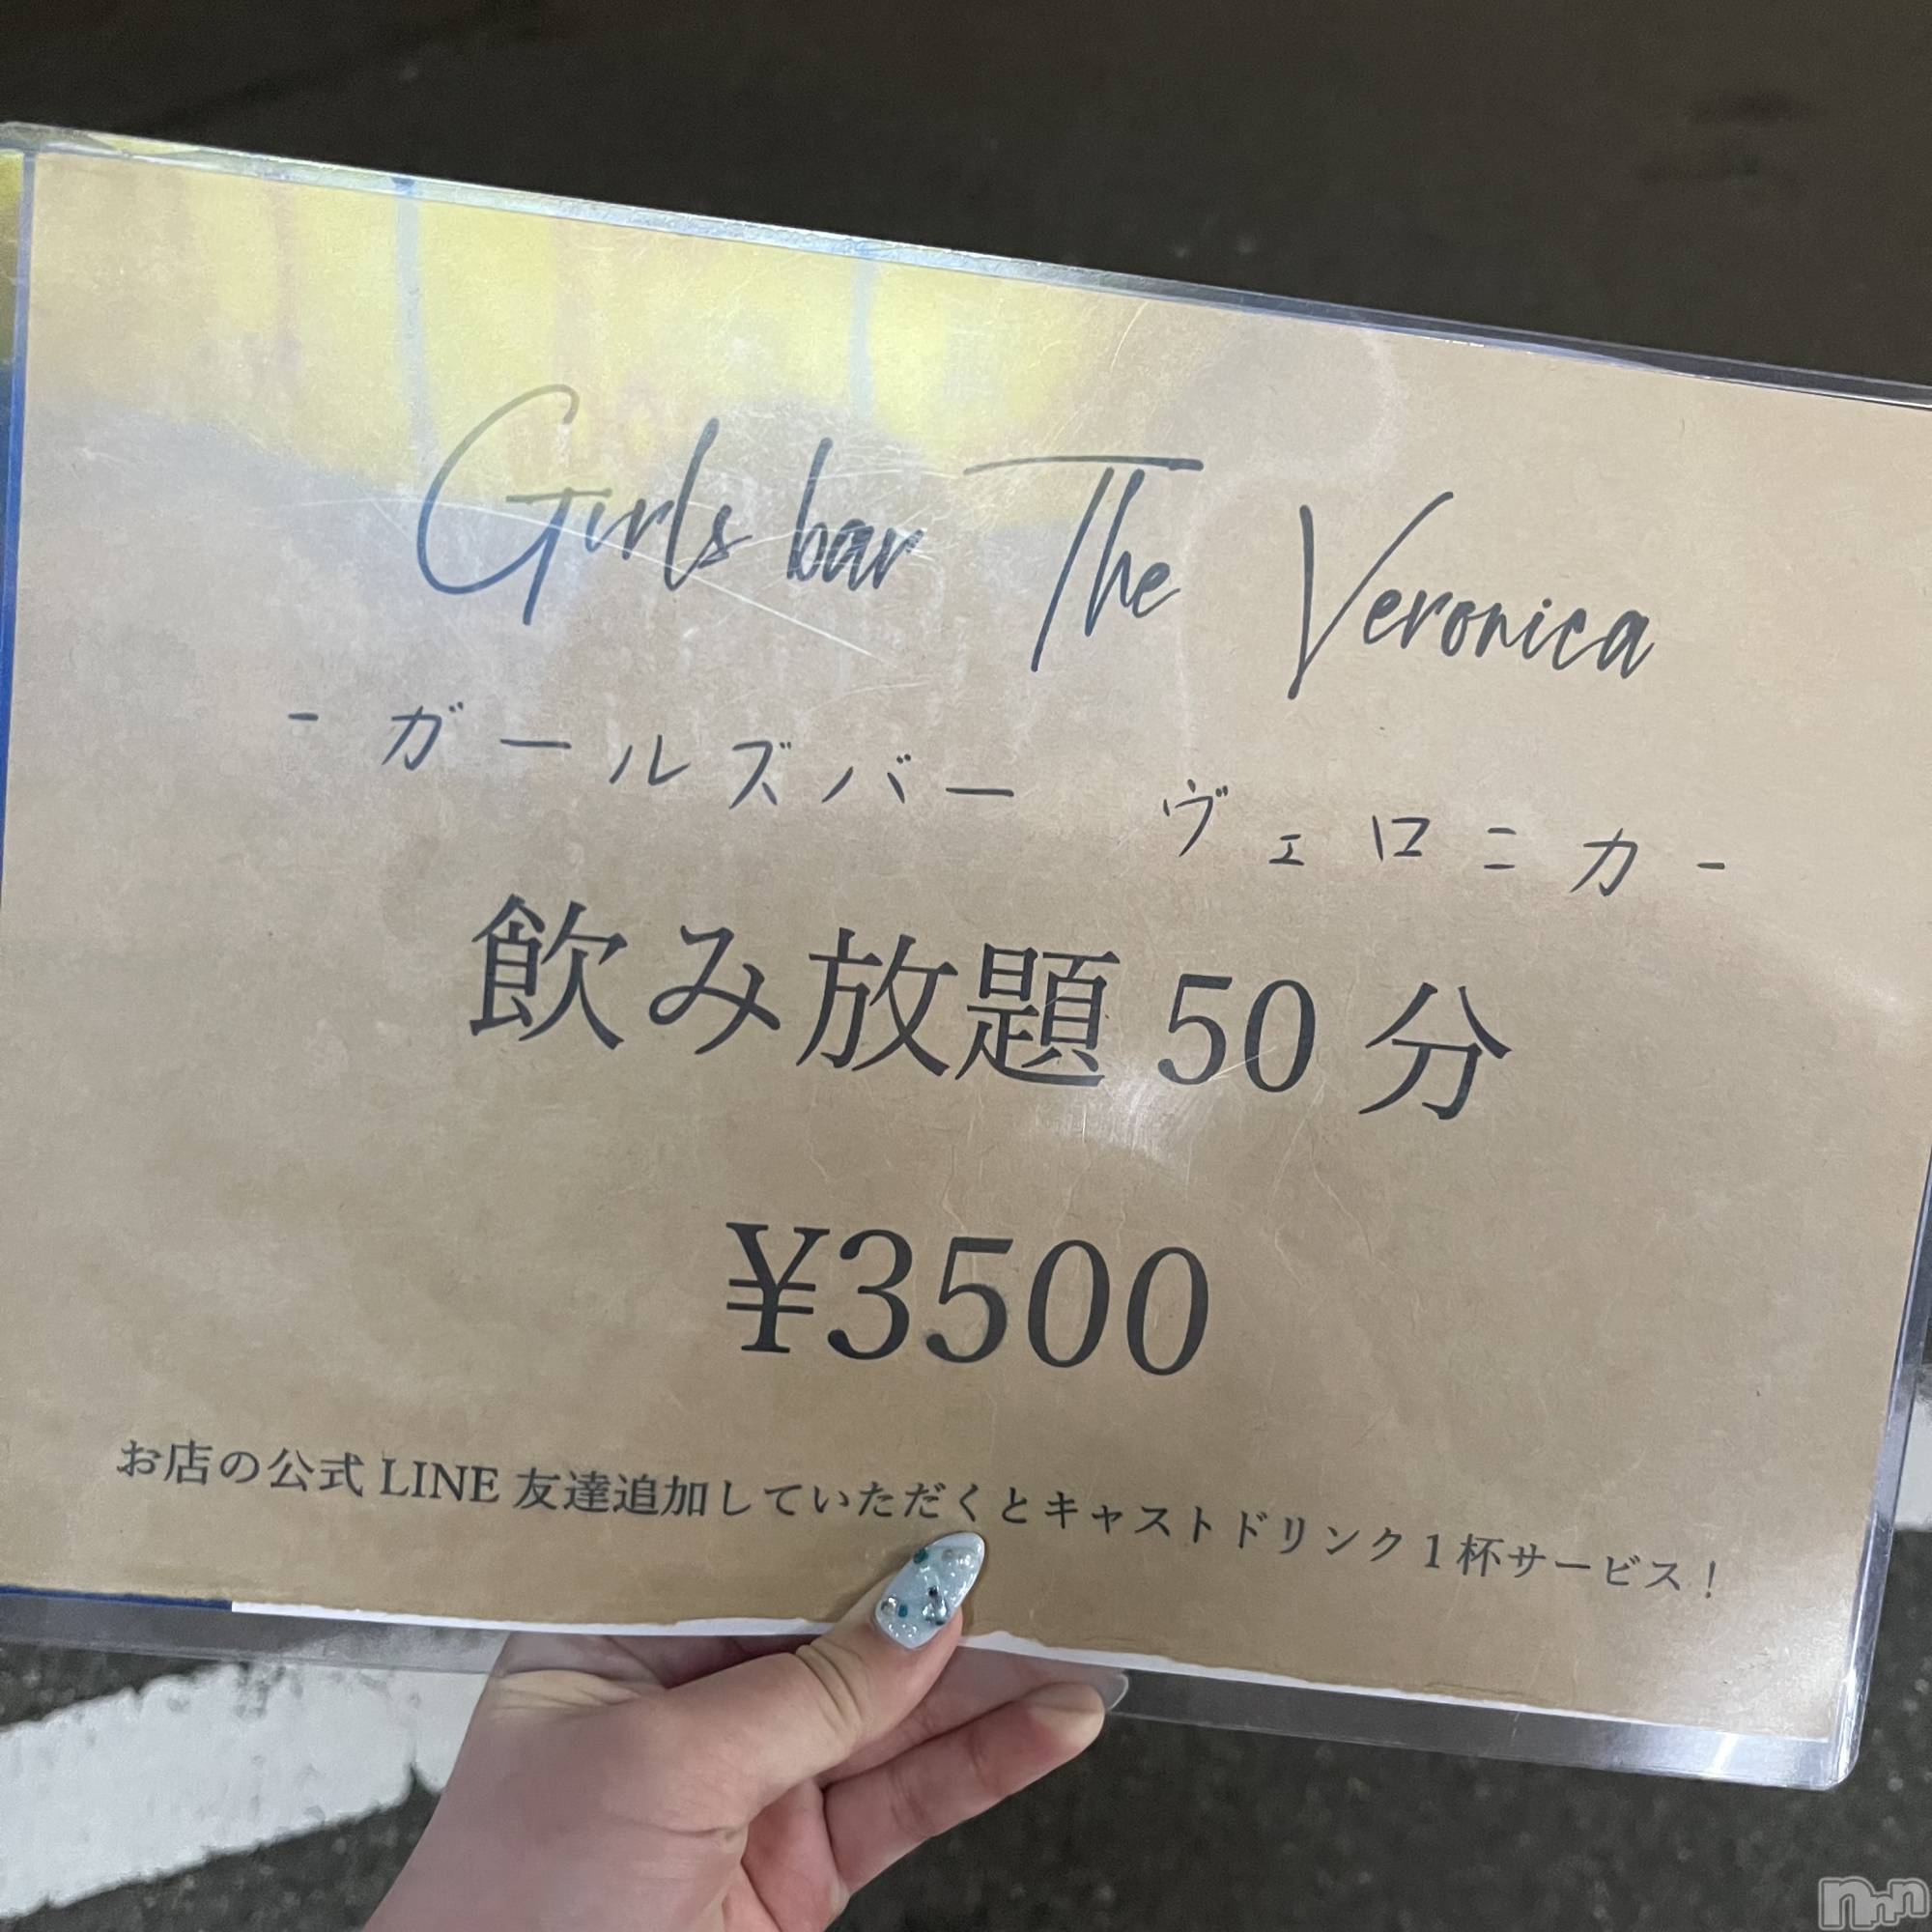 Girls bar The Veronica
- ガールズバー ヴェロニカ -
飲み放題 50 分
¥3500
お店の公式 LINE 友達追加していただくとキャストドリンク 1 杯サービス！